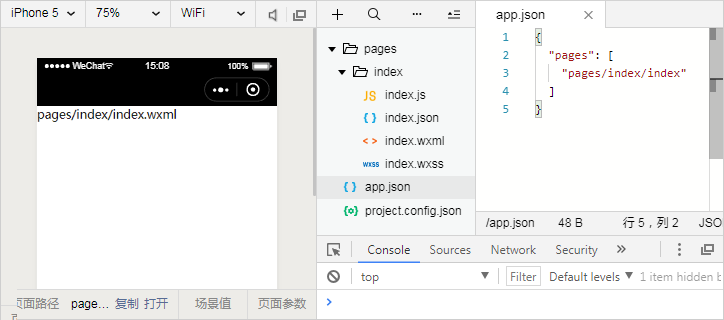 iPhone 5 75% WiFi
WeChat 15:08 100%
pages/index/index.wxml
页面路径 page... 复制 打开 场景值 页面参数
pages
index
JS index.js
{ } index.json
< > index.wxml
wxss index.wxss
{ } app.json
project.config.json
app.json
1 {
2 "pages": [
3 "pages/index/index"
4 ]
5 }
/app.json 48 B 行 5，列 2 JSO
Console Sources Network Security
top Filter Default levels 1 item hidden b